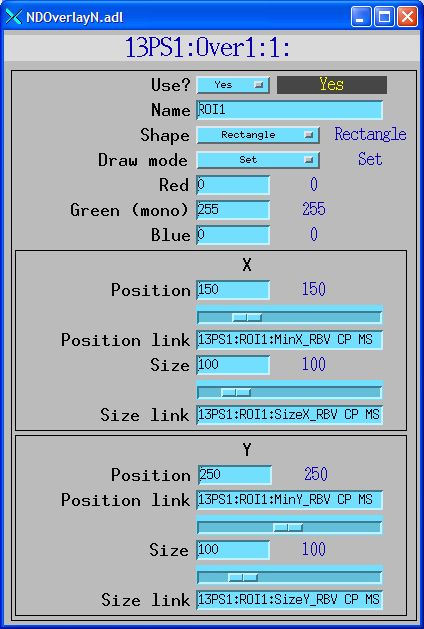 NDOverlayN.adl
13PS1:Over1:1:
Use? Yes Yes
Name ROI1
Shape Rectangle Rectangle
Draw mode Set Set
Red 0 0
Green (mono) 255 255
Blue 0 0
X
Position 150 150
Position link 13PS1:ROI1:MinX_RBV CP MS
Size 100 100
Size link 13PS1:ROI1:SizeX_RBV CP MS
Y
Position 250 250
Position link 13PS1:ROI1:MinY_RBV CP MS
Size 100 100
Size link 13PS1:ROI1:SizeY_RBV CP MS